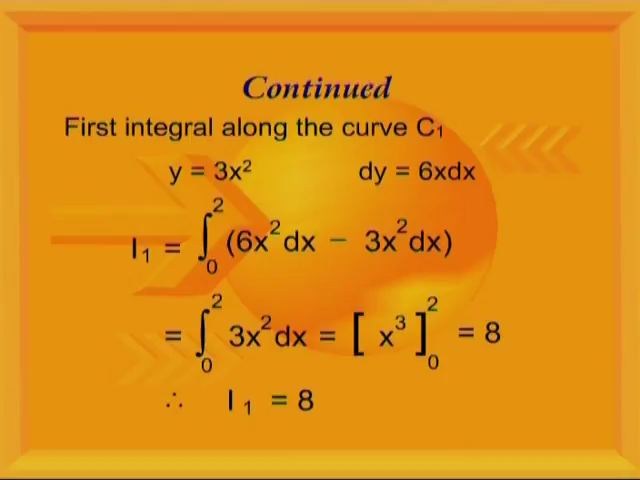 Continued
First integral along the curve C₁
y = 3x² dy = 6xdx
I₁ = ∫₀² (6x²dx − 3x²dx)
= ∫₀² 3x²dx = [ x³ ]₀² = 8
∴ I₁ = 8